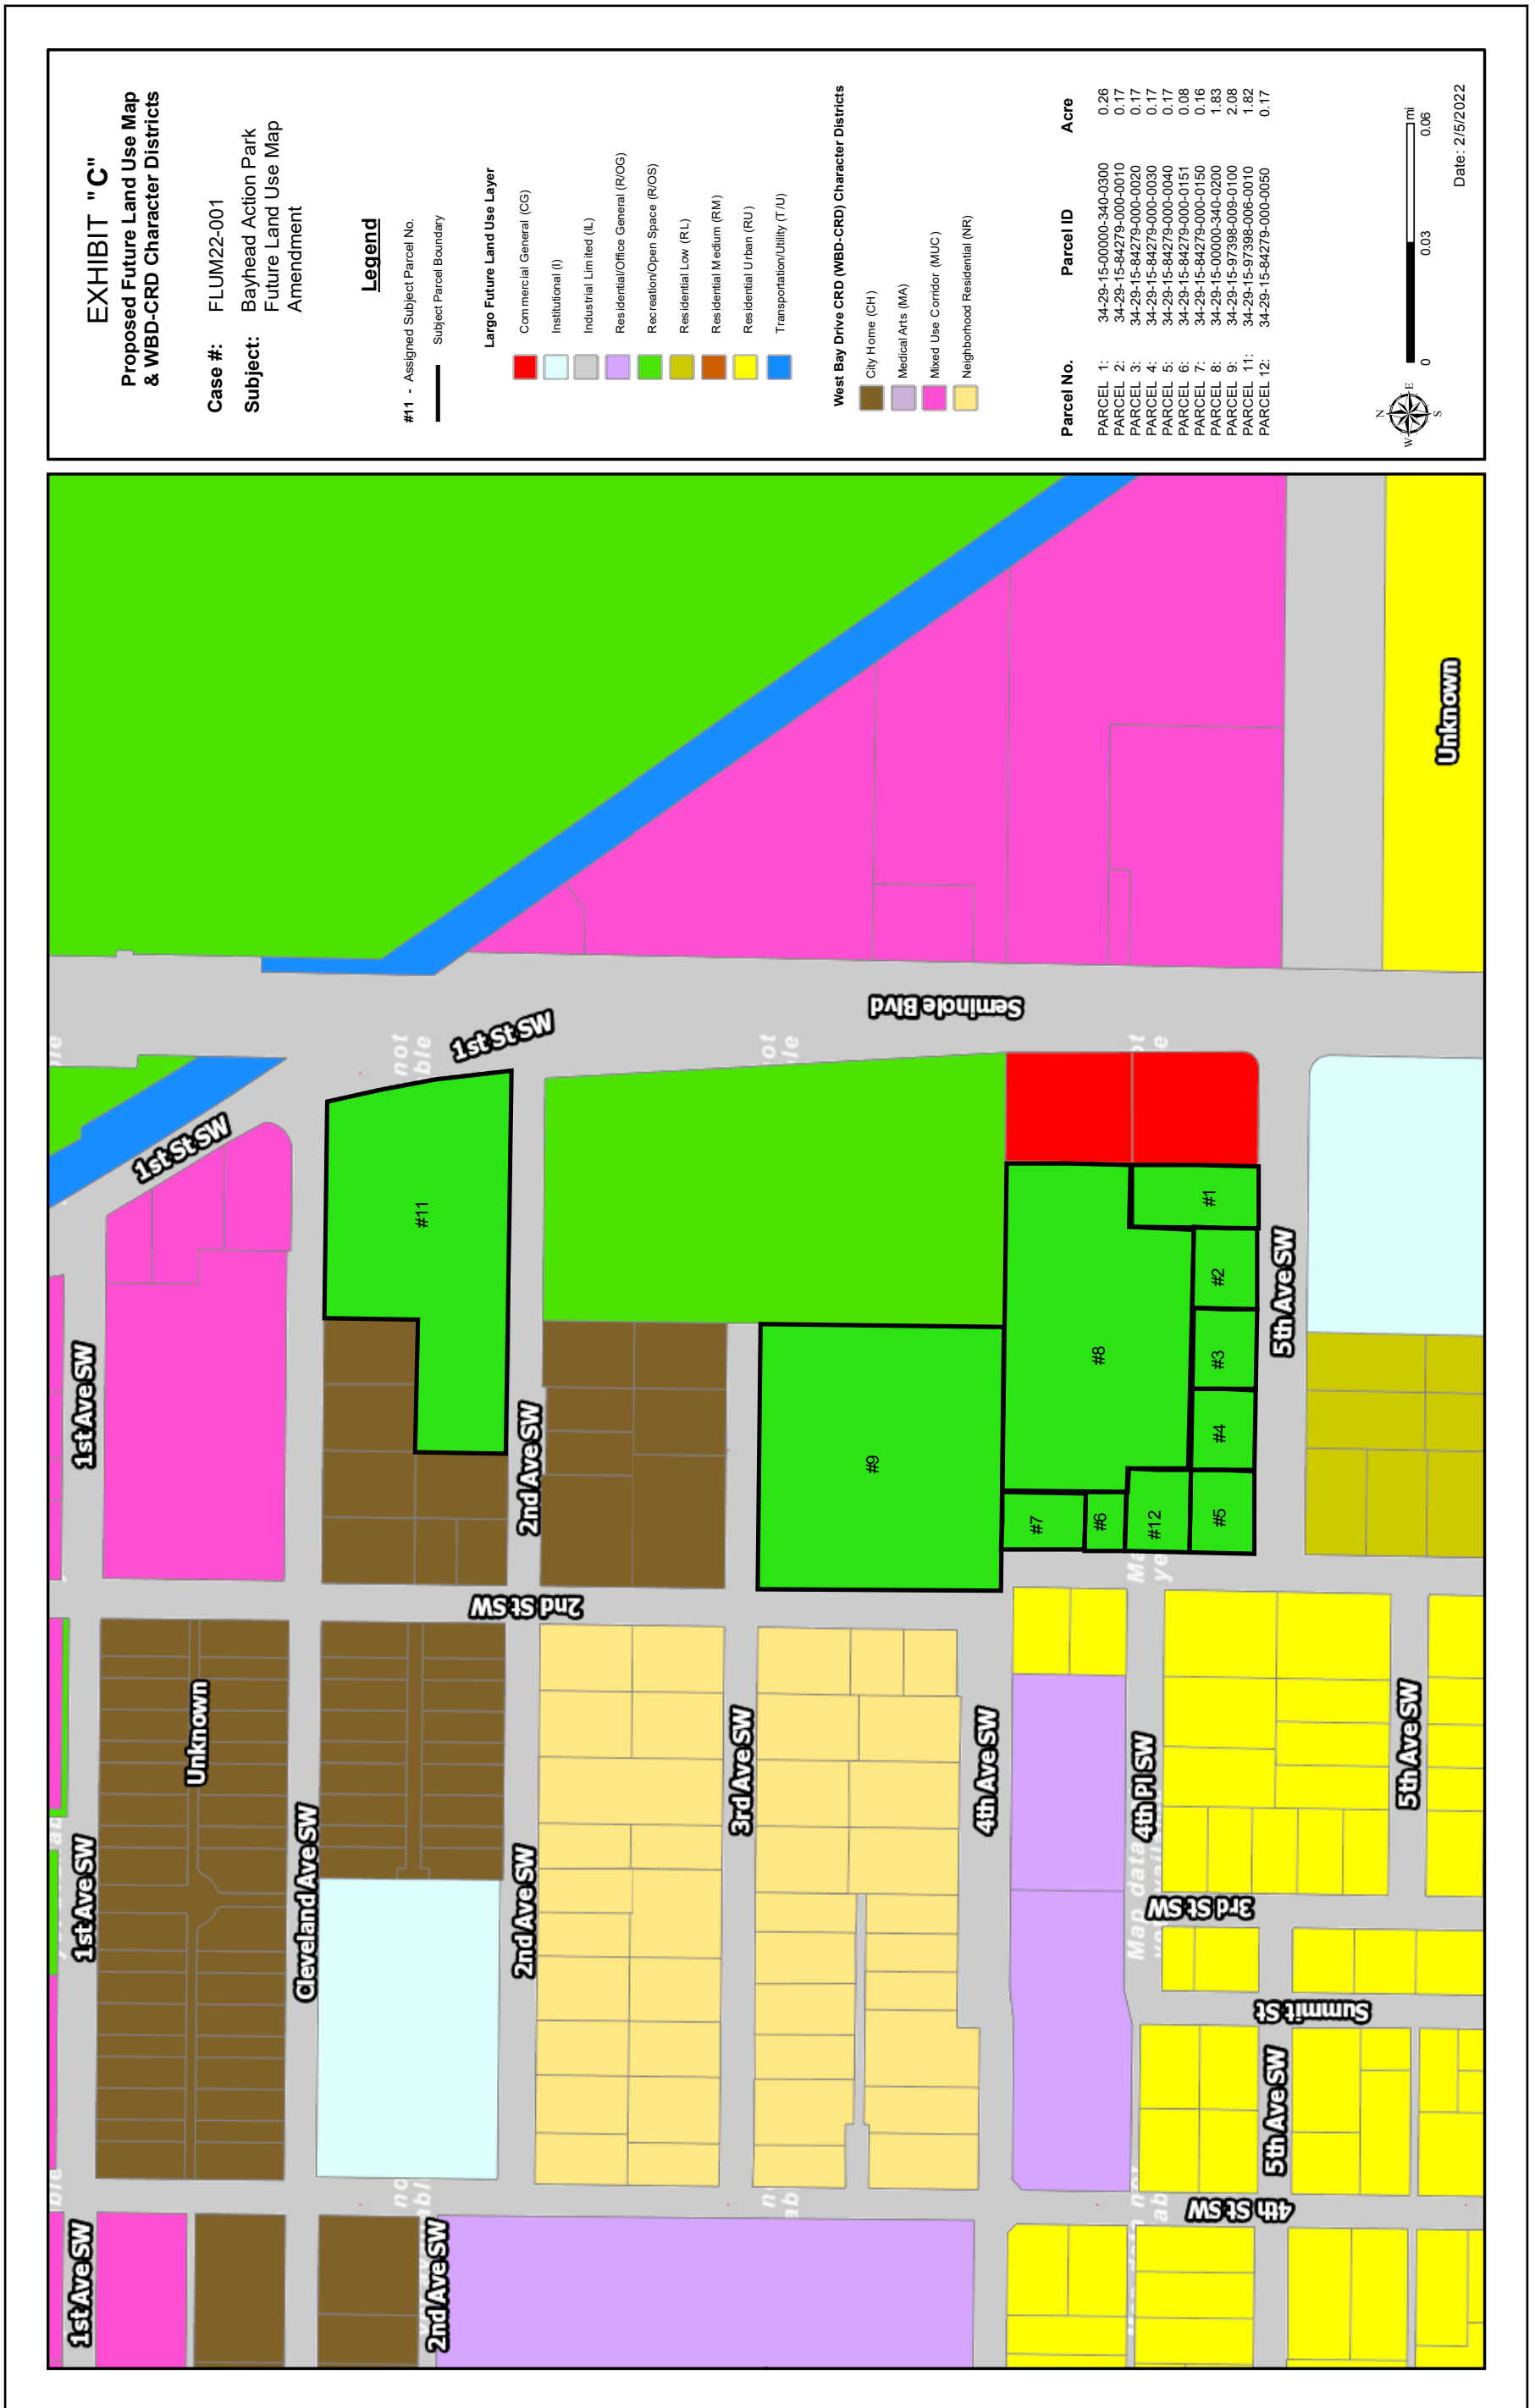 EXHIBIT "C"
Proposed Future Land Use Map
& WBD-CRD Character Districts
Case #: FLUM22-001
Subject: Bayhead Action Park
Future Land Use Map
Amendment
Legend
#11 - Assigned Subject Parcel No.
Subject Parcel Boundary
Largo Future Land Use Layer
Commercial General (CG)
Institutional (I)
Industrial Limited (IL)
Residential/Office General (R/OG)
Recreation/Open Space (R/OS)
Residential Low (RL)
Residential Medium (RM)
Residential Urban (RU)
Transportation/Utility (T/U)
West Bay Drive CRD (WBD-CRD) Character Districts
City Home (CH)
Medical Arts (MA)
Mixed Use Corridor (MUC)
Neighborhood Residential (NR)
Parcel No. Parcel ID Acre
PARCEL 1: 34-29-15-00000-340-0300 0.26
PARCEL 2: 34-29-15-84279-000-0010 0.17
PARCEL 3: 34-29-15-84279-000-0020 0.17
PARCEL 4: 34-29-15-84279-000-0030 0.17
PARCEL 5: 34-29-15-84279-000-0040 0.17
PARCEL 6: 34-29-15-84279-000-0151 0.08
PARCEL 7: 34-29-15-84279-000-0150 0.16
PARCEL 8: 34-29-15-00000-340-0200 1.83
PARCEL 9: 34-29-15-97398-009-0100 2.08
PARCEL 11: 34-29-15-97398-006-0010 1.82
PARCEL 12: 34-29-15-84279-000-0050 0.17
N
W
E
S
0
0.03
0.06
mi
Date: 2/5/2022
1st Ave SW
1st Ave SW
1st Ave SW
1st St SW
Unknown
Cleveland Ave SW
#11
1st St SW
2nd Ave SW
2nd Ave SW
2nd Ave SW
2nd St SW
3rd Ave SW
#9
Seminole Blvd
4th Ave SW
#7
#6
#12
#5
#8
#4
#3
#2
#1
4th Pl SW
3rd St SW
4th St SW
Summit St
5th Ave SW
5th Ave SW
5th Ave SW
Unknown
Map data
not
not
not